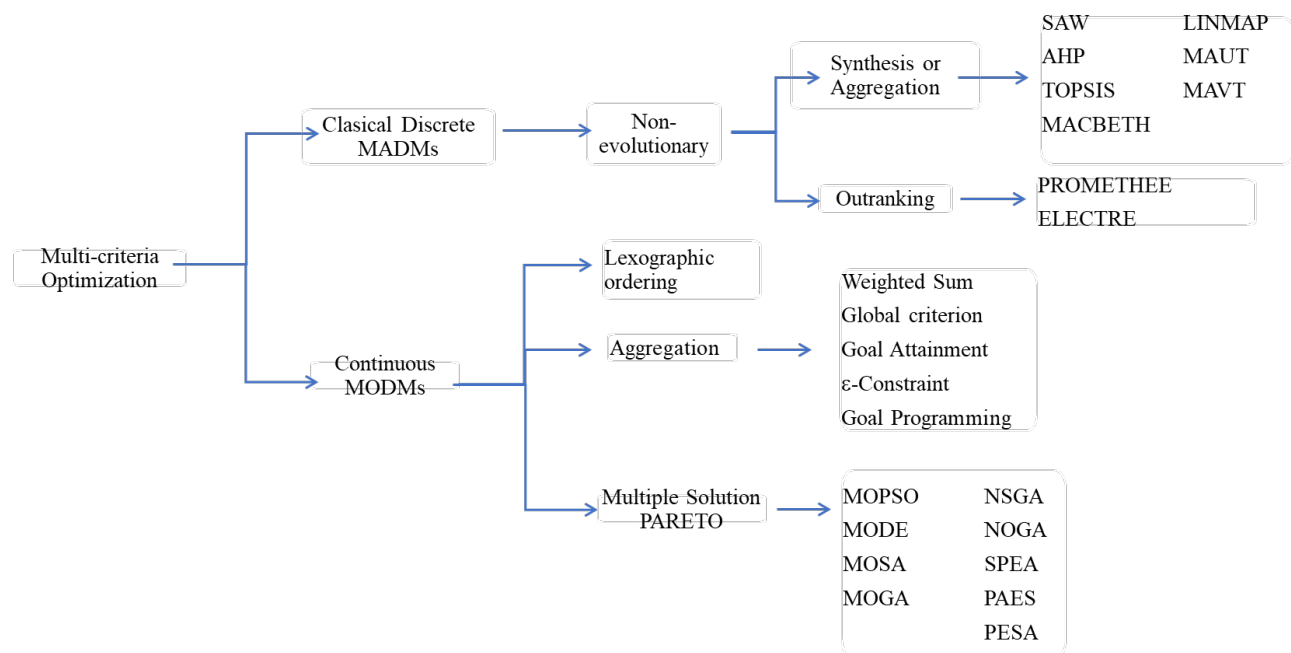 Multi-criteria
Optimization
Clasical Discrete
MADMs
Non-
evolutionary
Synthesis or
Aggregation
SAW LINMAP
AHP MAUT
TOPSIS MAVT
MACBETH
Outranking
PROMETHEE
ELECTRE
Continuous
MODMs
Lexographic
ordering
Aggregation
Weighted Sum
Global criterion
Goal Attainment
ε-Constraint
Goal Programming
Multiple Solution
PARETO
MOPSO NSGA
MODE NOGA
MOSA SPEA
MOGA PAES
PESA